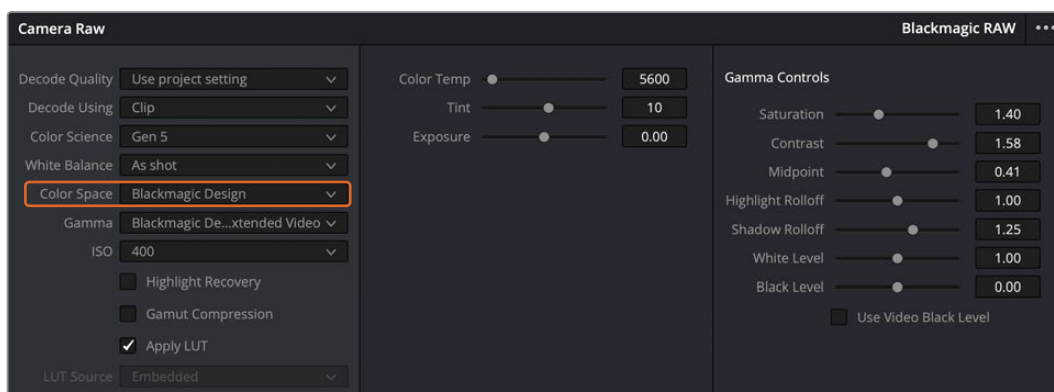 Camera Raw
Blackmagic RAW
Decode Quality Use project setting
Decode Using Clip
Color Science Gen 5
White Balance As shot
Color Space Blackmagic Design
Gamma Blackmagic De...xtended Video
ISO 400
Highlight Recovery
Gamut Compression
Apply LUT
LUT Source Embedded
Color Temp 5600
Tint 10
Exposure 0.00
Gamma Controls
Saturation 1.40
Contrast 1.58
Midpoint 0.41
Highlight Rolloff 1.00
Shadow Rolloff 1.25
White Level 1.00
Black Level 0.00
Use Video Black Level